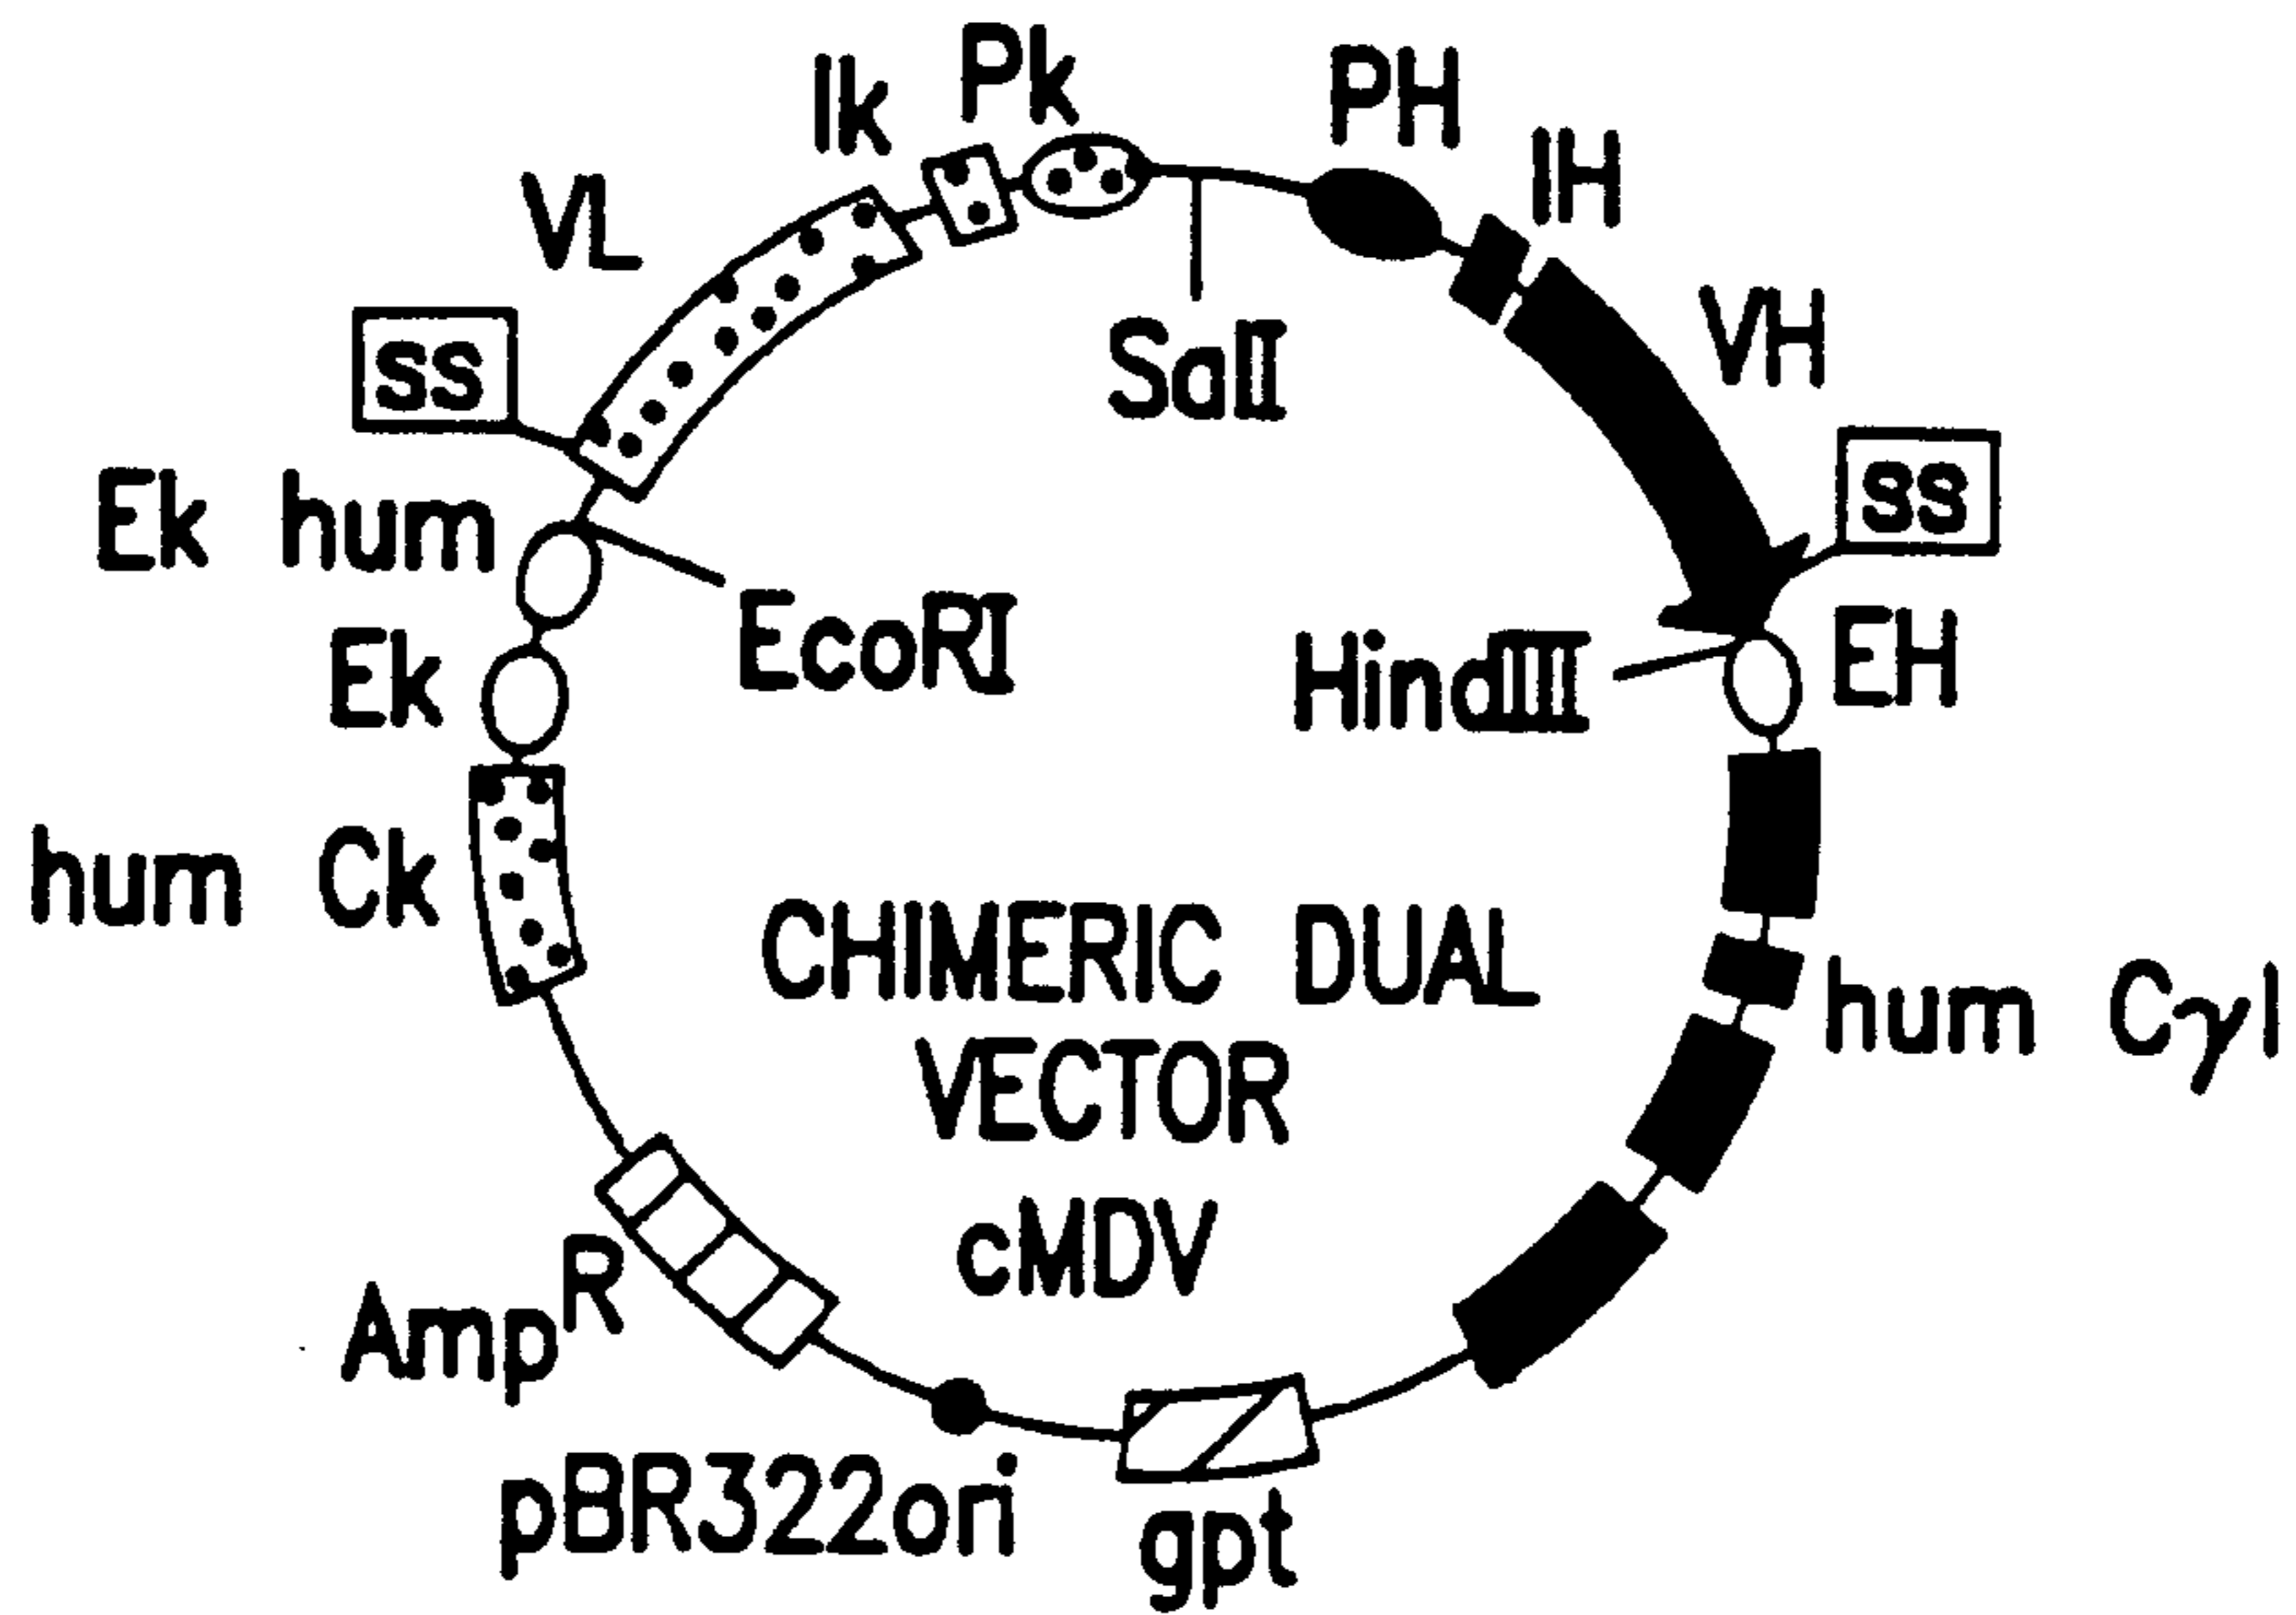 Pk
PH
Ik
IH
VL
VH
SalI
ss
ss
Ek hum
EcoRI
HindIII
EH
Ek
hum Ck
CHIMERIC DUAL
VECTOR
cMDV
hum Cγ1
AmpR
pBR322ori
gpt